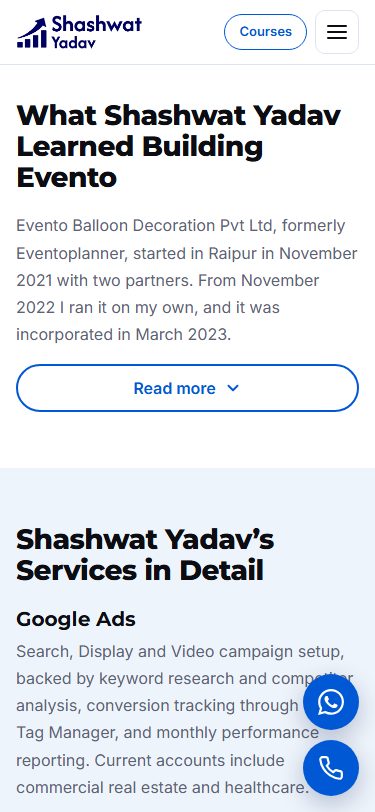 Shashwat
Yadav
Courses
What Shashwat Yadav
Learned Building
Evento
Evento Balloon Decoration Pvt Ltd, formerly
Eventoplanner, started in Raipur in November
2021 with two partners. From November
2022 I ran it on my own, and it was
incorporated in March 2023.
Read more
Shashwat Yadav’s
Services in Detail
Google Ads
Search, Display and Video campaign setup,
backed by keyword research and competitor
analysis, conversion tracking through
Tag Manager, and monthly performance
reporting. Current accounts include
commercial real estate and healthcare.